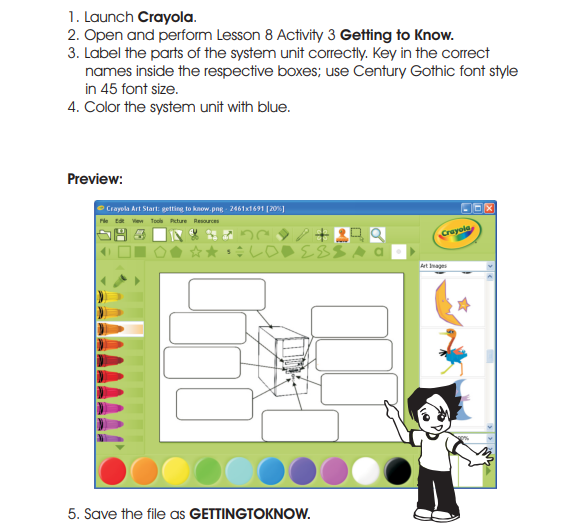 1. Launch Crayola.
2. Open and perform Lesson 8 Activity 3 Getting to Know.
3. Label the parts of the system unit correctly. Key in the correct
names inside the respective boxes; use Century Gothic font style
in 45 font size.
4. Color the system unit with blue.
Preview:
Crayola Art Start: getting to know.png - 2461x1691 [20%]
File Edit View Tools Picture Resources
Crayola
Art Images
5. Save the file as GETTINGTOKNOW.